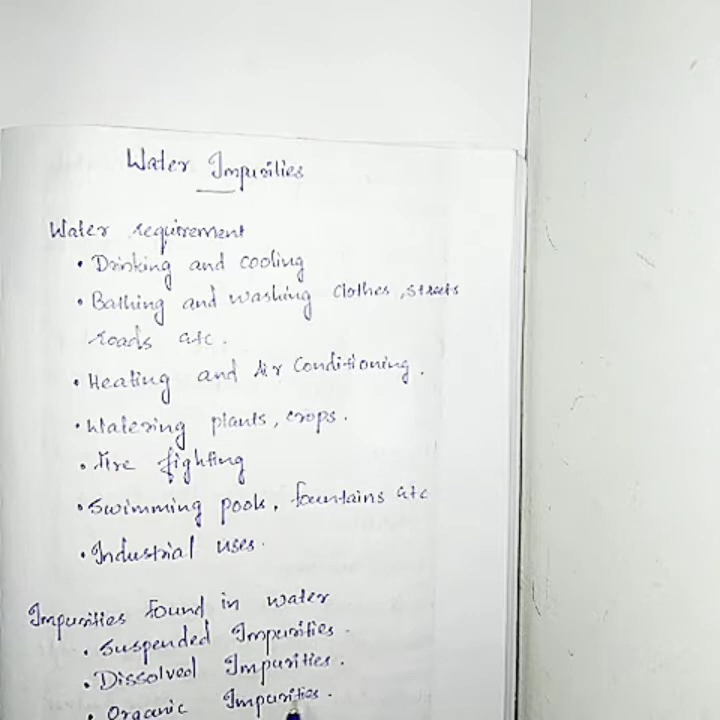 Water Impurities
Water requirement
• Drinking and cooling
• Bathing and washing clothes, streets
roads etc.
• Heating and Air Conditioning.
• Watering plants, crops.
• Fire fighting
• Swimming pools, fountains etc
• Industrial uses.
Impurities found in water
• Suspended Impurities.
• Dissolved Impurities.
• Organic Impurities.